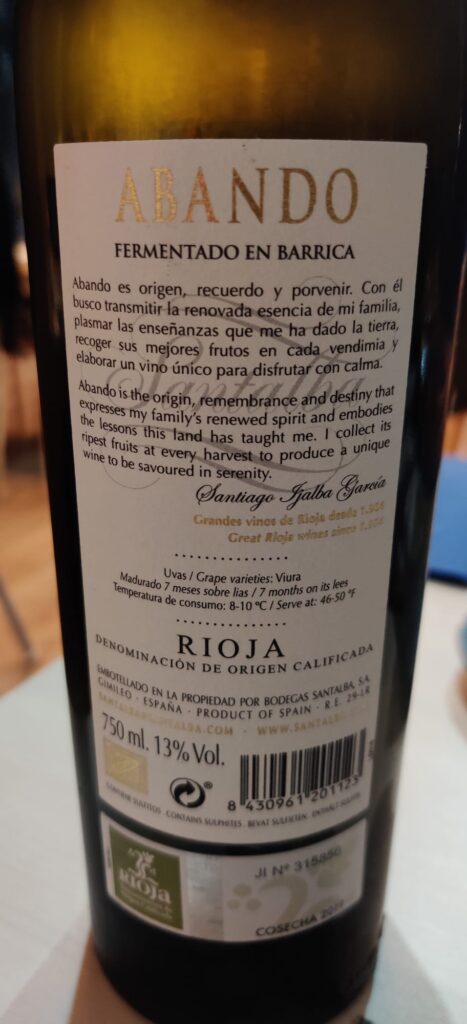 ABANDO
FERMENTADO EN BARRICA
Abando es origen, recuerdo y porvenir. Con él
busco transmitir la renovada esencia de mi familia,
plasmar las enseñanzas que me ha dado la tierra,
recoger sus mejores frutos en cada vendimia y
elaborar un vino único para disfrutar con calma.
Santalba
Abando is the origin, remembrance and destiny that
expresses my family's renewed spirit and embodies
the lessons this land has taught me. I collect its
ripest fruits at every harvest to produce a unique
wine to be savoured in serenity.
Santiago Ijalba García
Grandes vinos de Rioja desde
Great Rioja wines since
Uvas / Grape varieties: Viura
Madurado 7 meses sobre lías / 7 months on its lees
Temperatura de consumo: 8-10 ºC / Serve at: 46-50 ºF
RIOJA
DENOMINACIÓN DE ORIGEN CALIFICADA
EMBOTELLADO EN LA PROPIEDAD POR BODEGAS SANTALBA, S.A.
GIMILEO · ESPAÑA · PRODUCT OF SPAIN · R.E. 29-LR
750 ml. 13% Vol.
8 430961 201123
CONTIENE SULFITOS . CONTAINS SULPHITES . BEVAT SULFIETEN .
RIOJA
JI Nº 315856
COSECHA